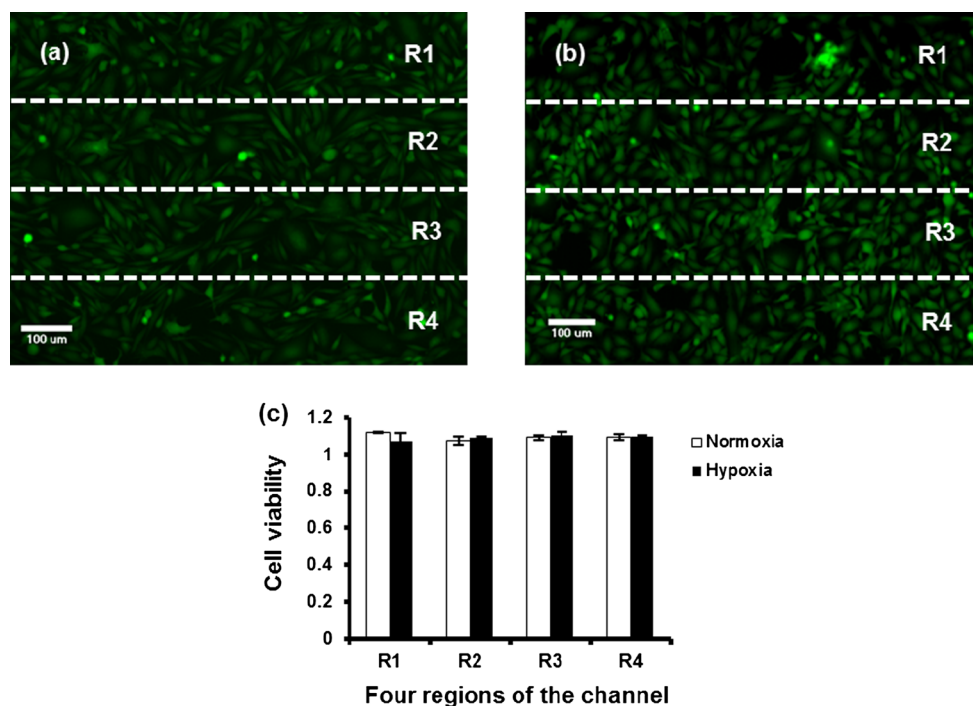 (a)
R1
R2
R3
R4
100 um
(b)
R1
R2
R3
R4
100 um
(c)
1.2
1
0.8
0.6
0.4
0.2
0
Cell viability
R1 R2 R3 R4
Four regions of the channel
Normoxia
Hypoxia